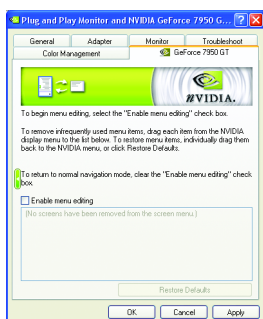 Plug and Play Monitor and NVIDIA GeForce 7950 G...
General Adapter Monitor Troubleshoot
Color Management GeForce 7950 GT
NVIDIA.
To begin menu editing, select the "Enable menu editing" check box.
To remove infrequently used menu items, drag each item from the NVIDIA
display menu to the list below. To restore menu items, individually drag them
back to the NVIDIA menu, or click Restore Defaults.
To return to normal navigation mode, clear the "Enable menu editing" check
box.
Enable menu editing
(No screens have been removed from the screen menu.)
Restore Defaults
OK Cancel Apply